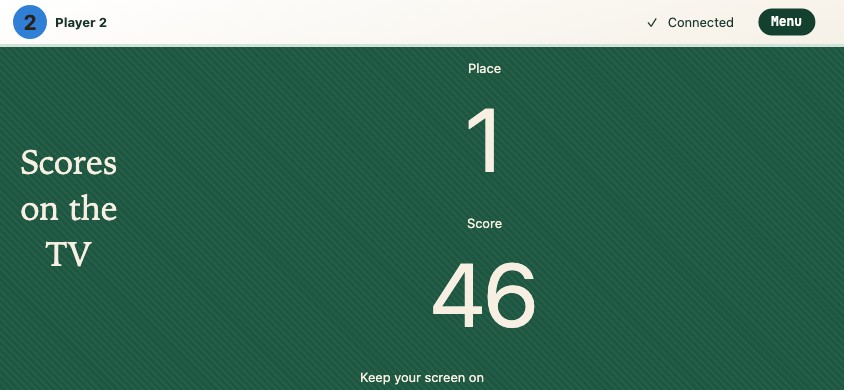 2 Player 2
✓ Connected
Menu
Scores
on the
TV
Place
1
Score
46
Keep your screen on